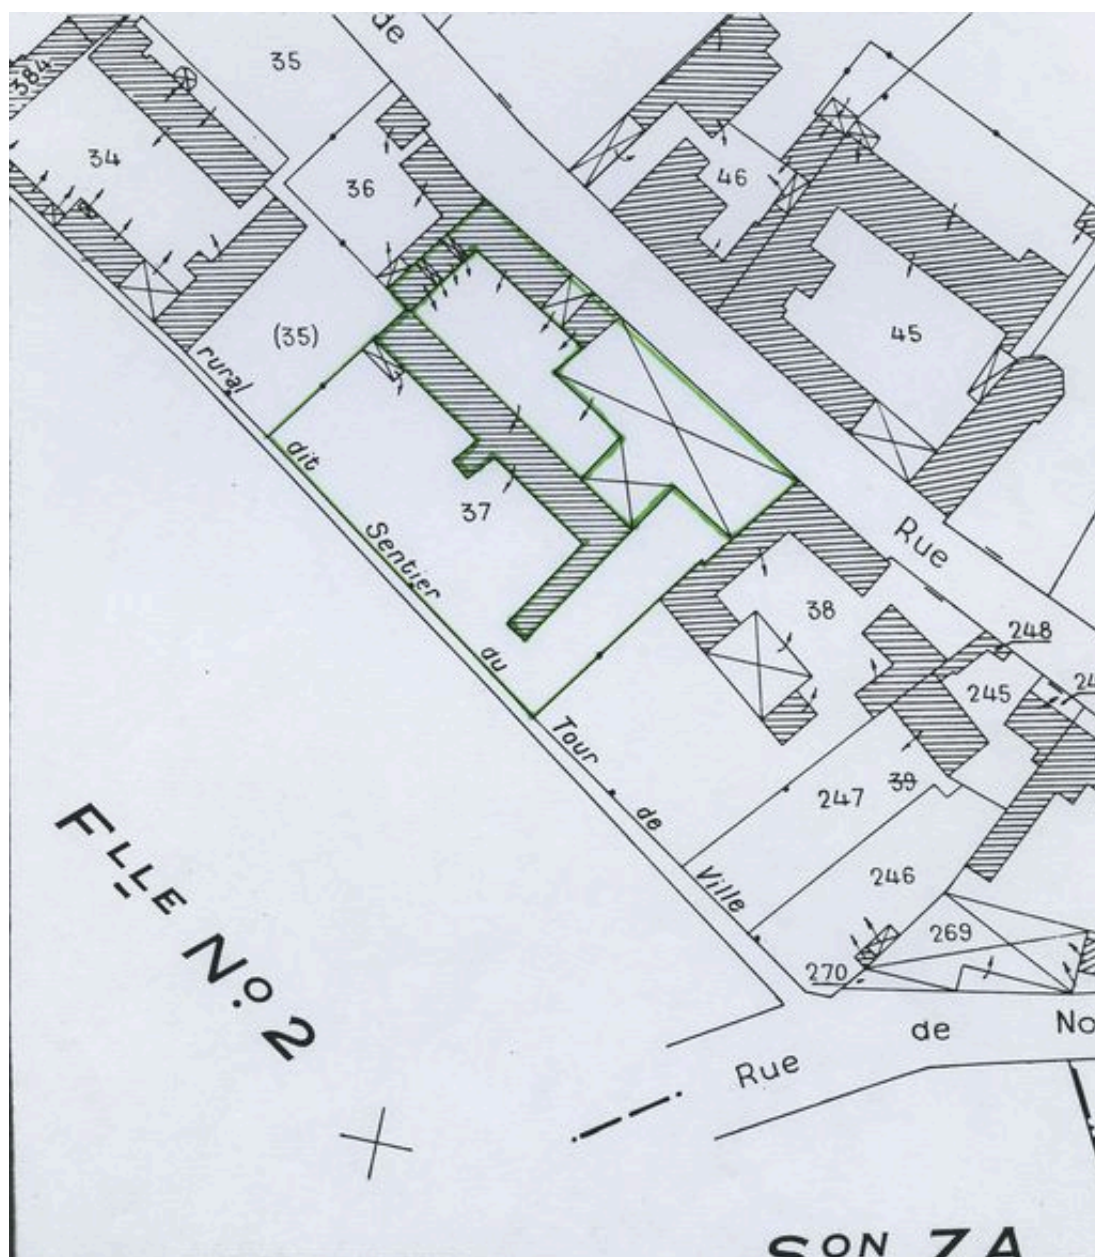 de
35
384
34
36
46
(35)
45
rural
dit
37
Sentier
Rue
du
38
248
245
24
Tour
de
Ville
247
39
246
269
270
FLLE No. 2
de
No
Rue
SON ZA